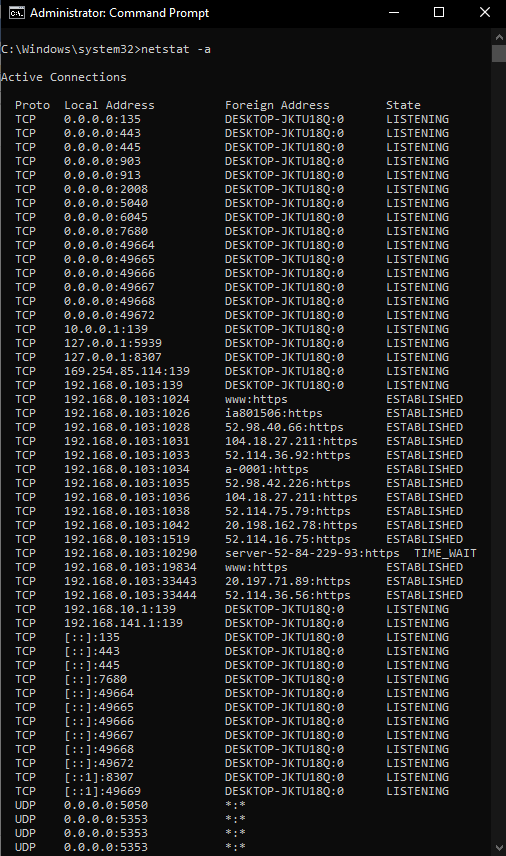 Administrator: Command Prompt
C:\Windows\system32>netstat -a
Active Connections
Proto  Local Address          Foreign Address        State
TCP    0.0.0.0:135            DESKTOP-JKTU18Q:0      LISTENING
TCP    0.0.0.0:443            DESKTOP-JKTU18Q:0      LISTENING
TCP    0.0.0.0:445            DESKTOP-JKTU18Q:0      LISTENING
TCP    0.0.0.0:903            DESKTOP-JKTU18Q:0      LISTENING
TCP    0.0.0.0:913            DESKTOP-JKTU18Q:0      LISTENING
TCP    0.0.0.0:2008           DESKTOP-JKTU18Q:0      LISTENING
TCP    0.0.0.0:5040           DESKTOP-JKTU18Q:0      LISTENING
TCP    0.0.0.0:6045           DESKTOP-JKTU18Q:0      LISTENING
TCP    0.0.0.0:7680           DESKTOP-JKTU18Q:0      LISTENING
TCP    0.0.0.0:49664          DESKTOP-JKTU18Q:0      LISTENING
TCP    0.0.0.0:49665          DESKTOP-JKTU18Q:0      LISTENING
TCP    0.0.0.0:49666          DESKTOP-JKTU18Q:0      LISTENING
TCP    0.0.0.0:49667          DESKTOP-JKTU18Q:0      LISTENING
TCP    0.0.0.0:49668          DESKTOP-JKTU18Q:0      LISTENING
TCP    0.0.0.0:49672          DESKTOP-JKTU18Q:0      LISTENING
TCP    10.0.0.1:139           DESKTOP-JKTU18Q:0      LISTENING
TCP    127.0.0.1:5939         DESKTOP-JKTU18Q:0      LISTENING
TCP    127.0.0.1:8307         DESKTOP-JKTU18Q:0      LISTENING
TCP    169.254.85.114:139     DESKTOP-JKTU18Q:0      LISTENING
TCP    192.168.0.103:139      DESKTOP-JKTU18Q:0      LISTENING
TCP    192.168.0.103:1024     www:https              ESTABLISHED
TCP    192.168.0.103:1026     ia801506:https         ESTABLISHED
TCP    192.168.0.103:1028     52.98.40.66:https      ESTABLISHED
TCP    192.168.0.103:1031     104.18.27.211:https    ESTABLISHED
TCP    192.168.0.103:1033     52.114.36.92:https     ESTABLISHED
TCP    192.168.0.103:1034     a-0001:https           ESTABLISHED
TCP    192.168.0.103:1035     52.98.42.226:https     ESTABLISHED
TCP    192.168.0.103:1036     104.18.27.211:https    ESTABLISHED
TCP    192.168.0.103:1038     52.114.75.79:https     ESTABLISHED
TCP    192.168.0.103:1042     20.198.162.78:https    ESTABLISHED
TCP    192.168.0.103:1519     52.114.16.75:https     ESTABLISHED
TCP    192.168.0.103:10290    server-52-84-229-93:https  TIME_WAIT
TCP    192.168.0.103:19834    www:https              ESTABLISHED
TCP    192.168.0.103:33443    20.197.71.89:https     ESTABLISHED
TCP    192.168.0.103:33444    52.114.36.56:https     ESTABLISHED
TCP    192.168.10.1:139       DESKTOP-JKTU18Q:0      LISTENING
TCP    192.168.141.1:139      DESKTOP-JKTU18Q:0      LISTENING
TCP    [::]:135               DESKTOP-JKTU18Q:0      LISTENING
TCP    [::]:443               DESKTOP-JKTU18Q:0      LISTENING
TCP    [::]:445               DESKTOP-JKTU18Q:0      LISTENING
TCP    [::]:7680              DESKTOP-JKTU18Q:0      LISTENING
TCP    [::]:49664             DESKTOP-JKTU18Q:0      LISTENING
TCP    [::]:49665             DESKTOP-JKTU18Q:0      LISTENING
TCP    [::]:49666             DESKTOP-JKTU18Q:0      LISTENING
TCP    [::]:49667             DESKTOP-JKTU18Q:0      LISTENING
TCP    [::]:49668             DESKTOP-JKTU18Q:0      LISTENING
TCP    [::]:49672             DESKTOP-JKTU18Q:0      LISTENING
TCP    [::1]:8307             DESKTOP-JKTU18Q:0      LISTENING
TCP    [::1]:49669            DESKTOP-JKTU18Q:0      LISTENING
UDP    0.0.0.0:5050           *:*
UDP    0.0.0.0:5353           *:*
UDP    0.0.0.0:5353           *:*
UDP    0.0.0.0:5353           *:*